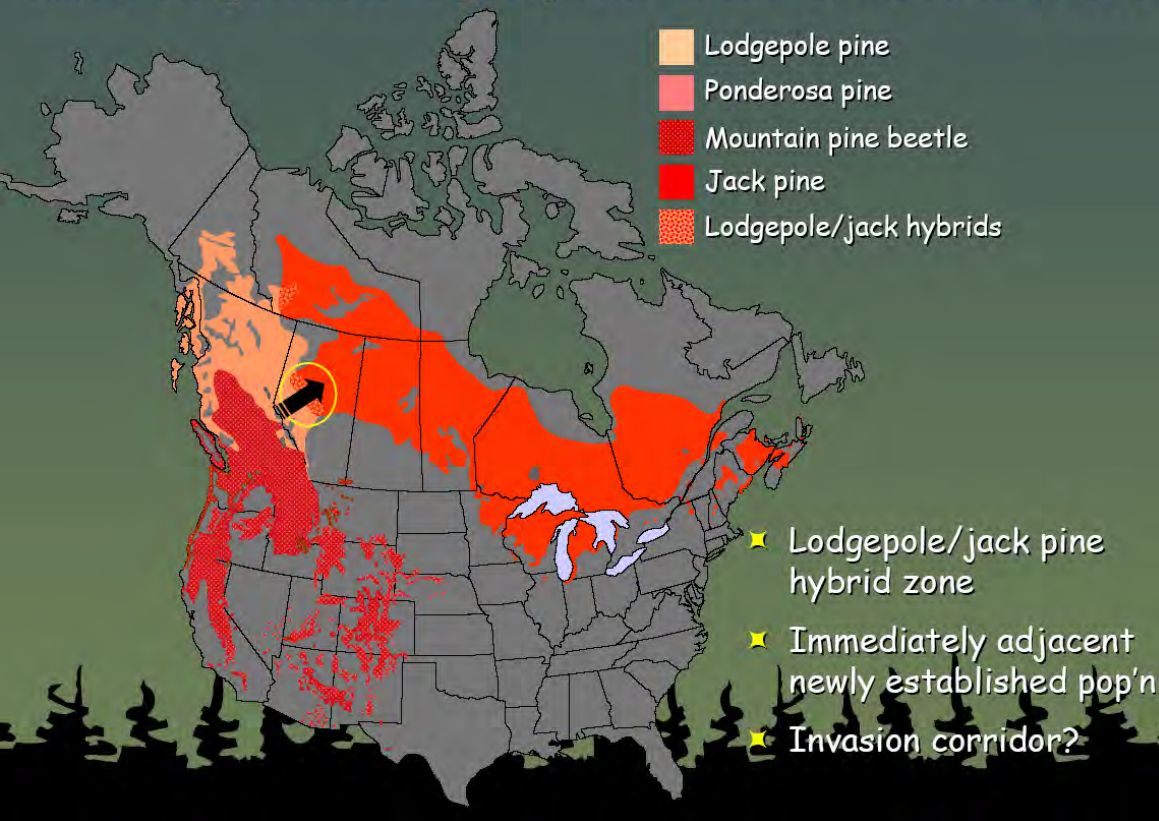 Lodgepole pine
Ponderosa pine
Mountain pine beetle
Jack pine
Lodgepole/jack hybrids
Lodgepole/jack pine
hybrid zone
Immediately adjacent
newly established pop'n
Invasion corridor?